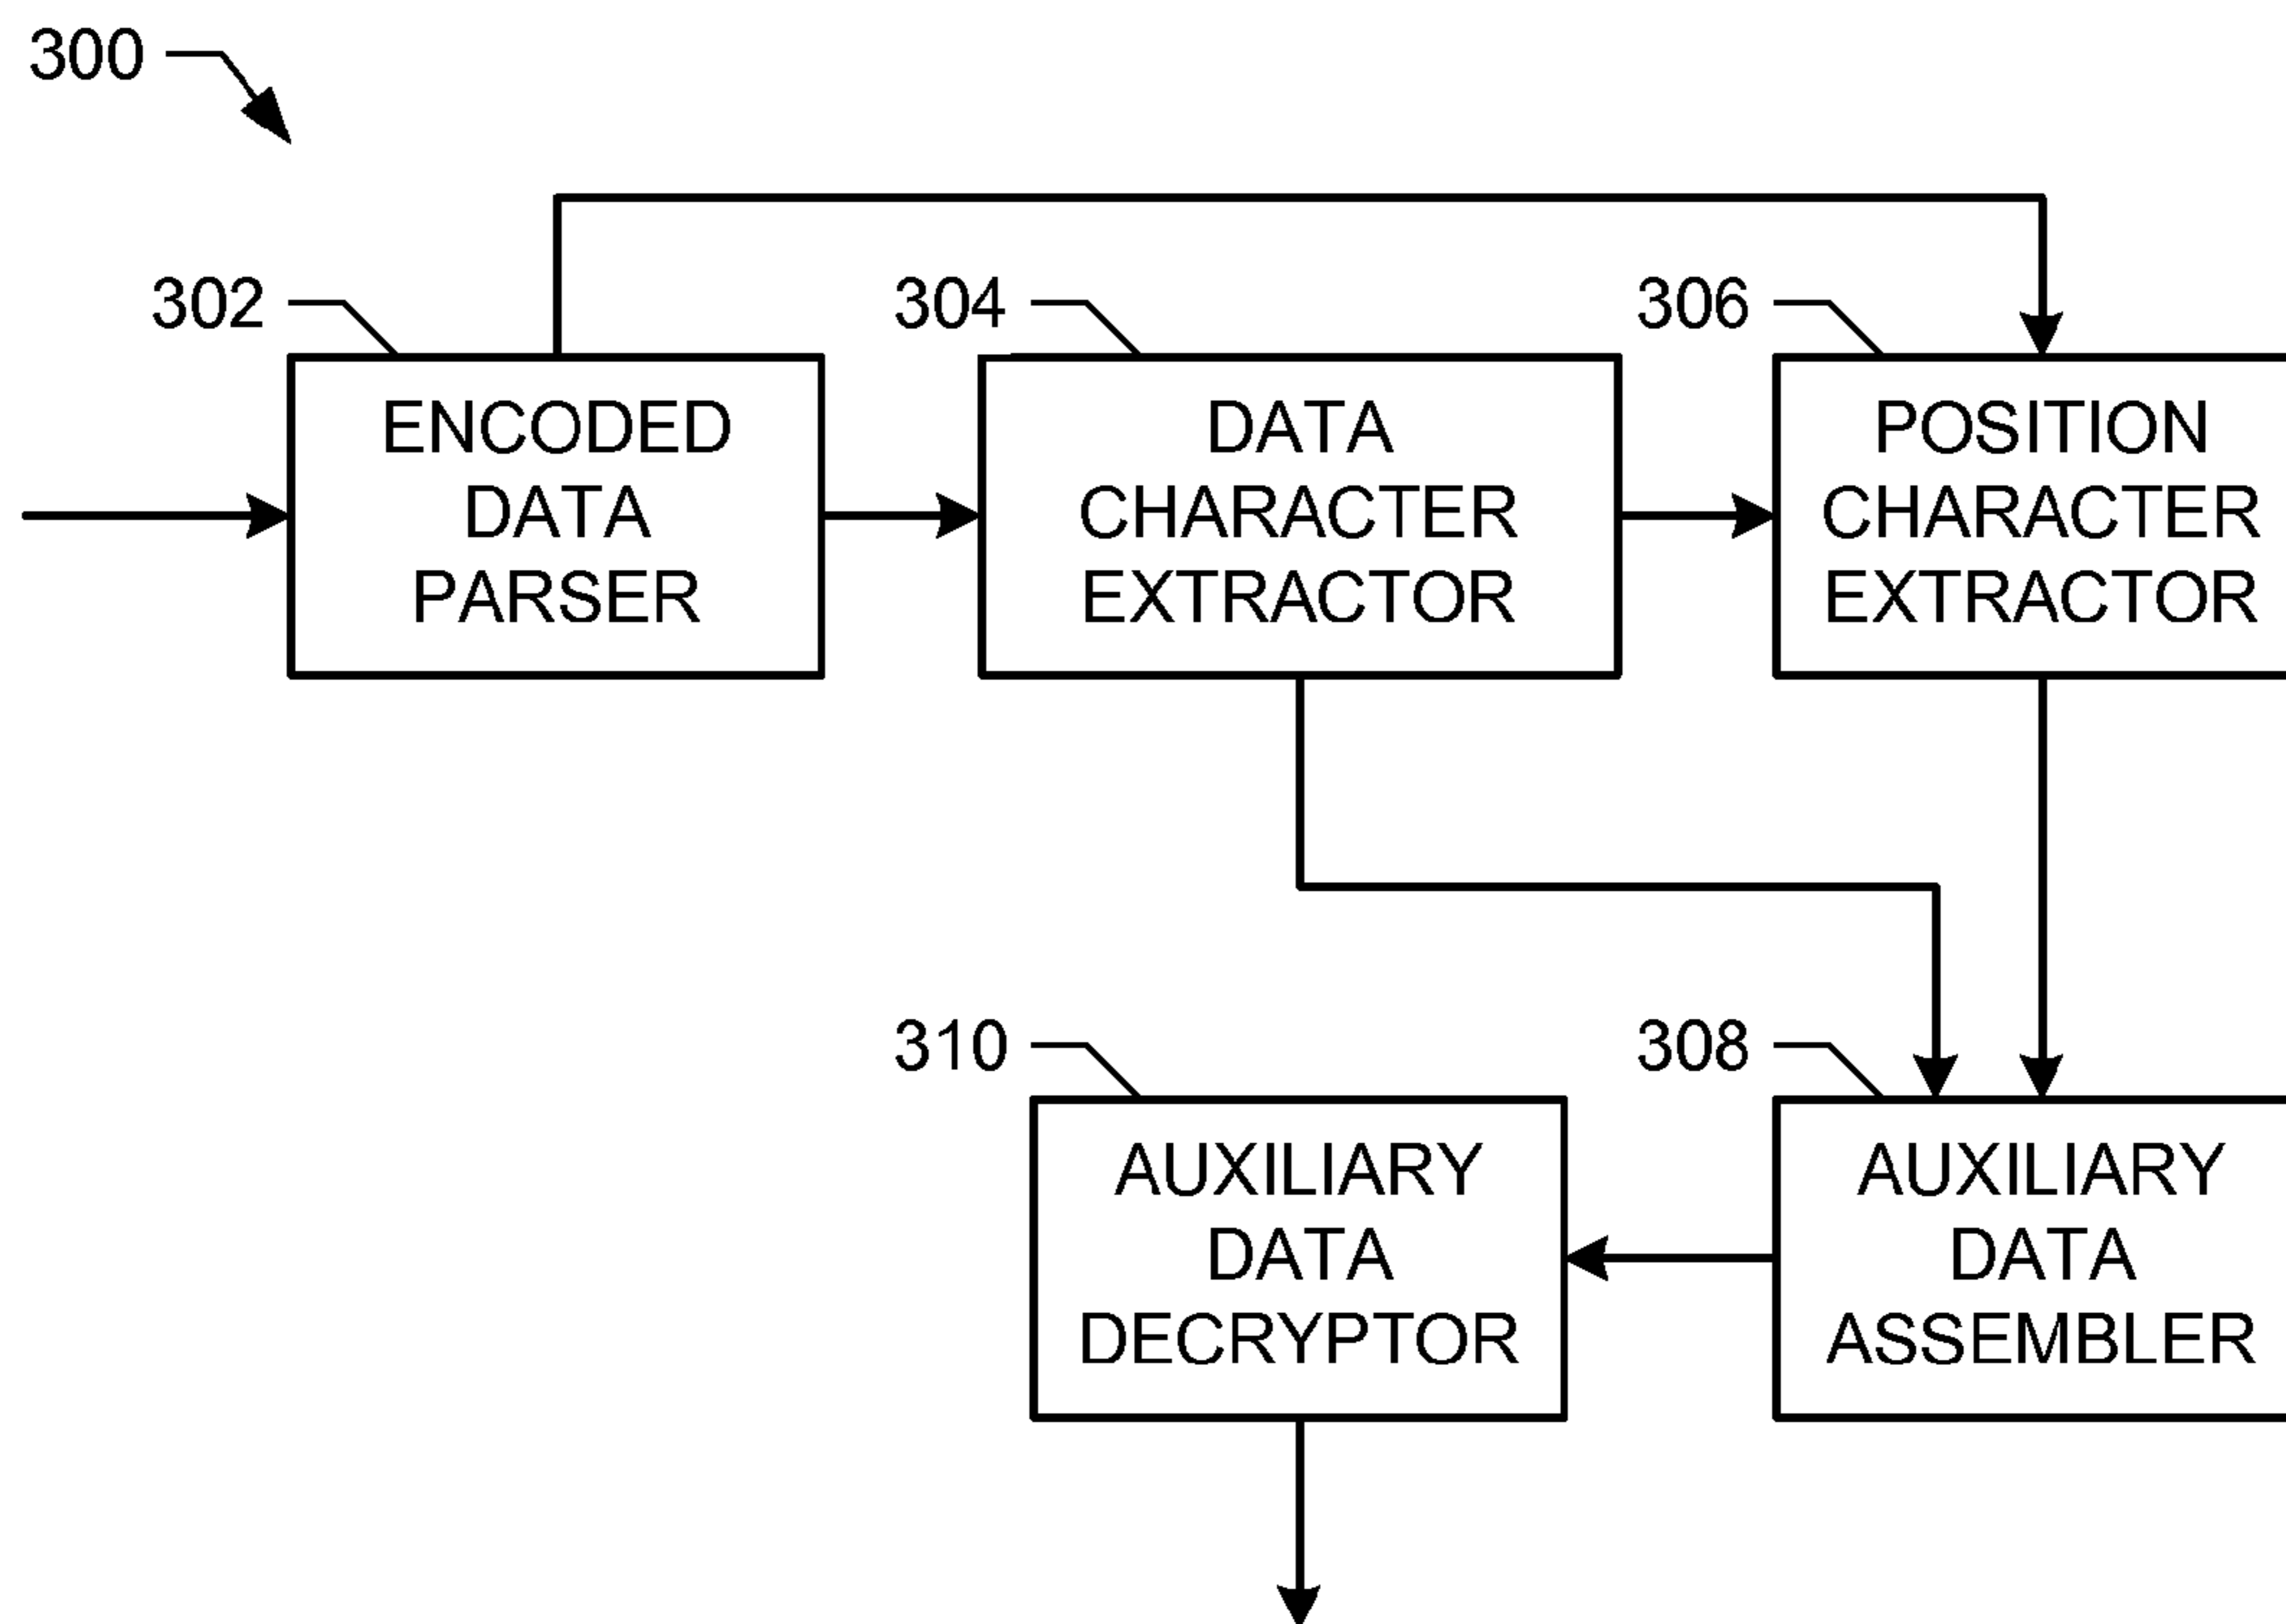 300
302
304
306
ENCODED
DATA
PARSER
DATA
CHARACTER
EXTRACTOR
POSITION
CHARACTER
EXTRACTOR
310
308
AUXILIARY
DATA
DECRYPTOR
AUXILIARY
DATA
ASSEMBLER